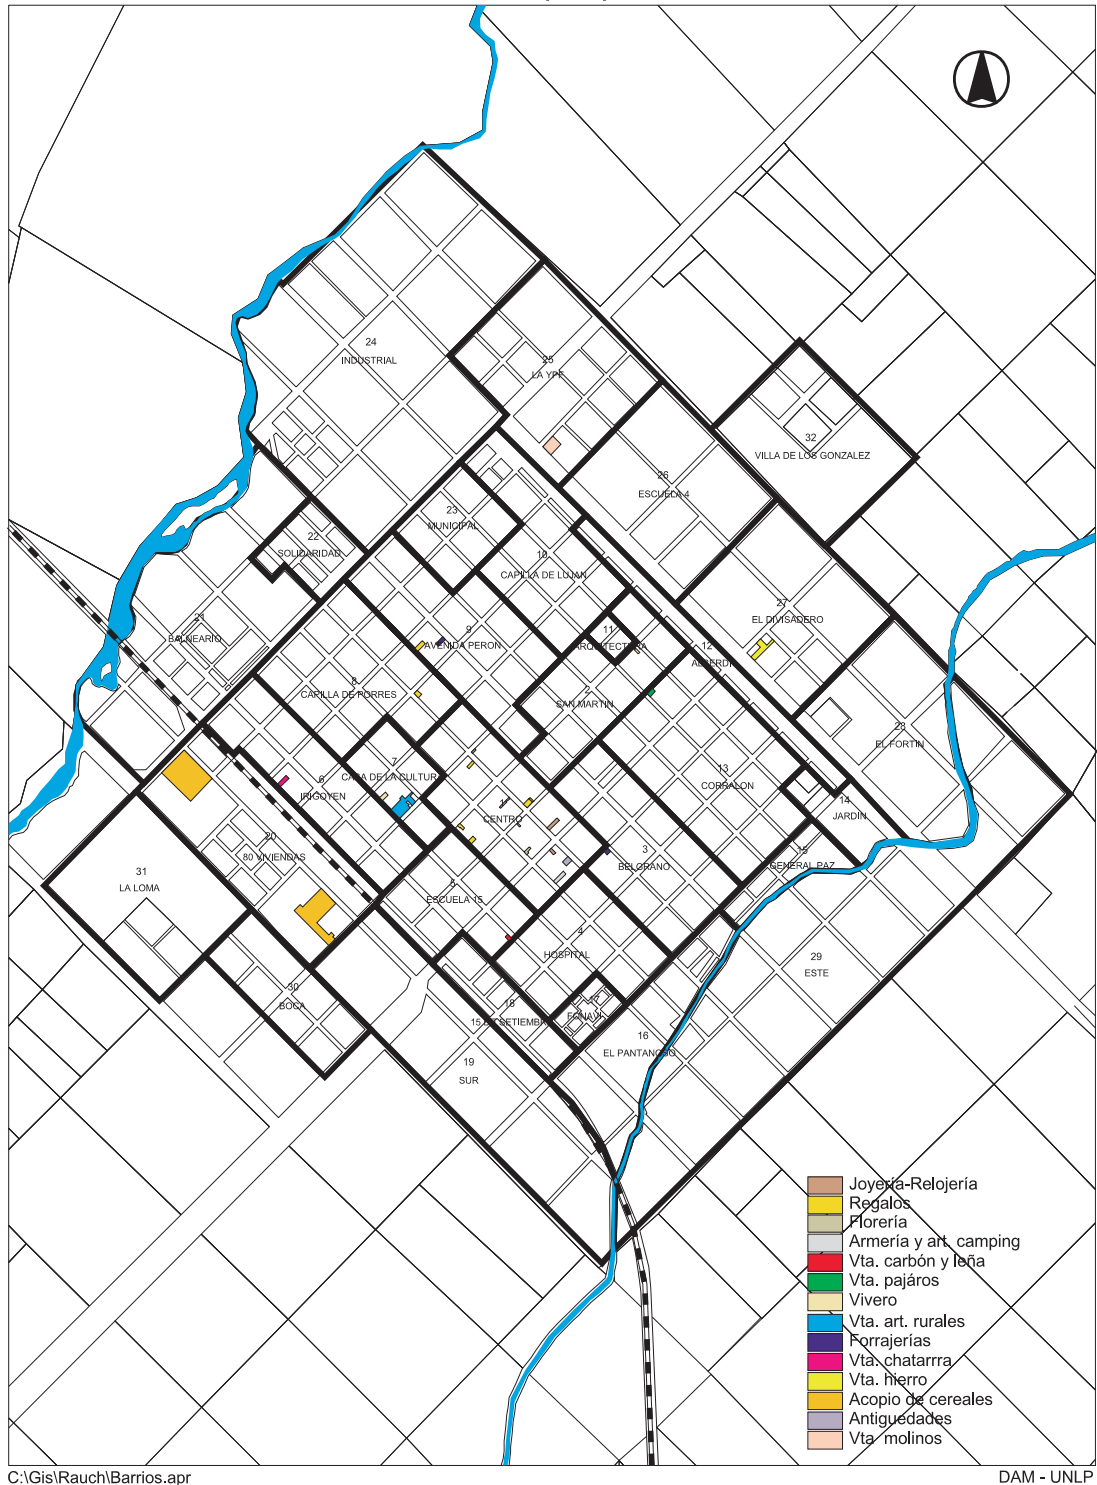 24
INDUSTRIAL
25
LA YPF
32
VILLA DE LOS GONZALEZ
26
ESCUELA 4
23
MUNICIPAL
22
SOLIDARIDAD
10
CAPILLA DE LUJAN
27
EL DIVISADERO
21
BALNEARIO
9
AVENIDA PERON
11
ARQUITECTURA
12
ALBERDI
8
CAPILLA DE PORRES
2
SAN MARTIN
28
EL FORTIN
7
CASA DE LA CULTURA
6
IRIGOYEN
13
CORRALON
14
JARDIN
1
CENTRO
20
80 VIVIENDAS
3
BELGRANO
15
GENERAL PAZ
31
LA LOMA
5
ESCUELA 15
4
HOSPITAL
29
ESTE
30
BOCA
18
15 DE SETIEMBRE
FONAVI
16
EL PANTANOSO
19
SUR
Joyería-Relojería
Regalos
Florería
Armería y art. camping
Vta. carbón y leña
Vta. pajáros
Vivero
Vta. art. rurales
Forrajerías
Vta. chatarrra
Vta. hierro
Acopio de cereales
Antiguedades
Vta molinos
C:\Gis\Rauch\Barrios.apr
DAM - UNLP